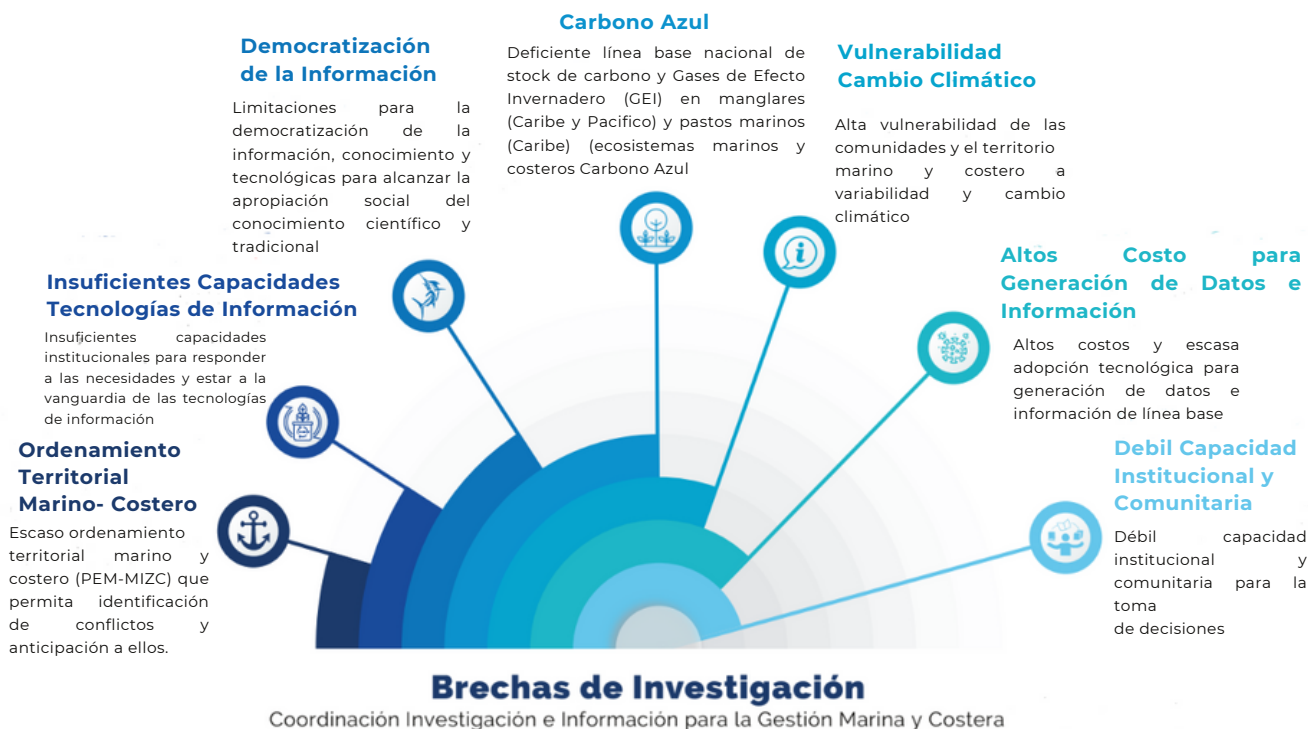 Carbono Azul
Deficiente línea base nacional de
stock de carbono y Gases de Efecto
Invernadero (GEI) en manglares
(Caribe y Pacifico) y pastos marinos
(Caribe) (ecosistemas marinos y
costeros Carbono Azul
Democratización
de la Información
Limitaciones para la
democratización de la
información, conocimiento y
tecnológicas para alcanzar la
apropiación social del
conocimiento científico y
tradicional
Vulnerabilidad
Cambio Climático
Alta vulnerabilidad de las
comunidades y el territorio
marino y costero a
variabilidad y cambio
climático
Insuficientes Capacidades
Tecnologías de Información
Insuficientes capacidades
institucionales para responder
a las necesidades y estar a la
vanguardia de las tecnologías
de información
Altos Costo para
Generación de Datos e
Información
Altos costos y escasa
adopción tecnológica para
generación de datos e
información de línea base
Ordenamiento
Territorial
Marino- Costero
Escaso ordenamiento
territorial marino y
costero (PEM-MIZC) que
permita identificación
de conflictos y
anticipación a ellos.
Debil Capacidad
Institucional y
Comunitaria
Débil capacidad
institucional y
comunitaria para la
toma
de decisiones
Brechas de Investigación
Coordinación Investigación e Información para la Gestión Marina y Costera